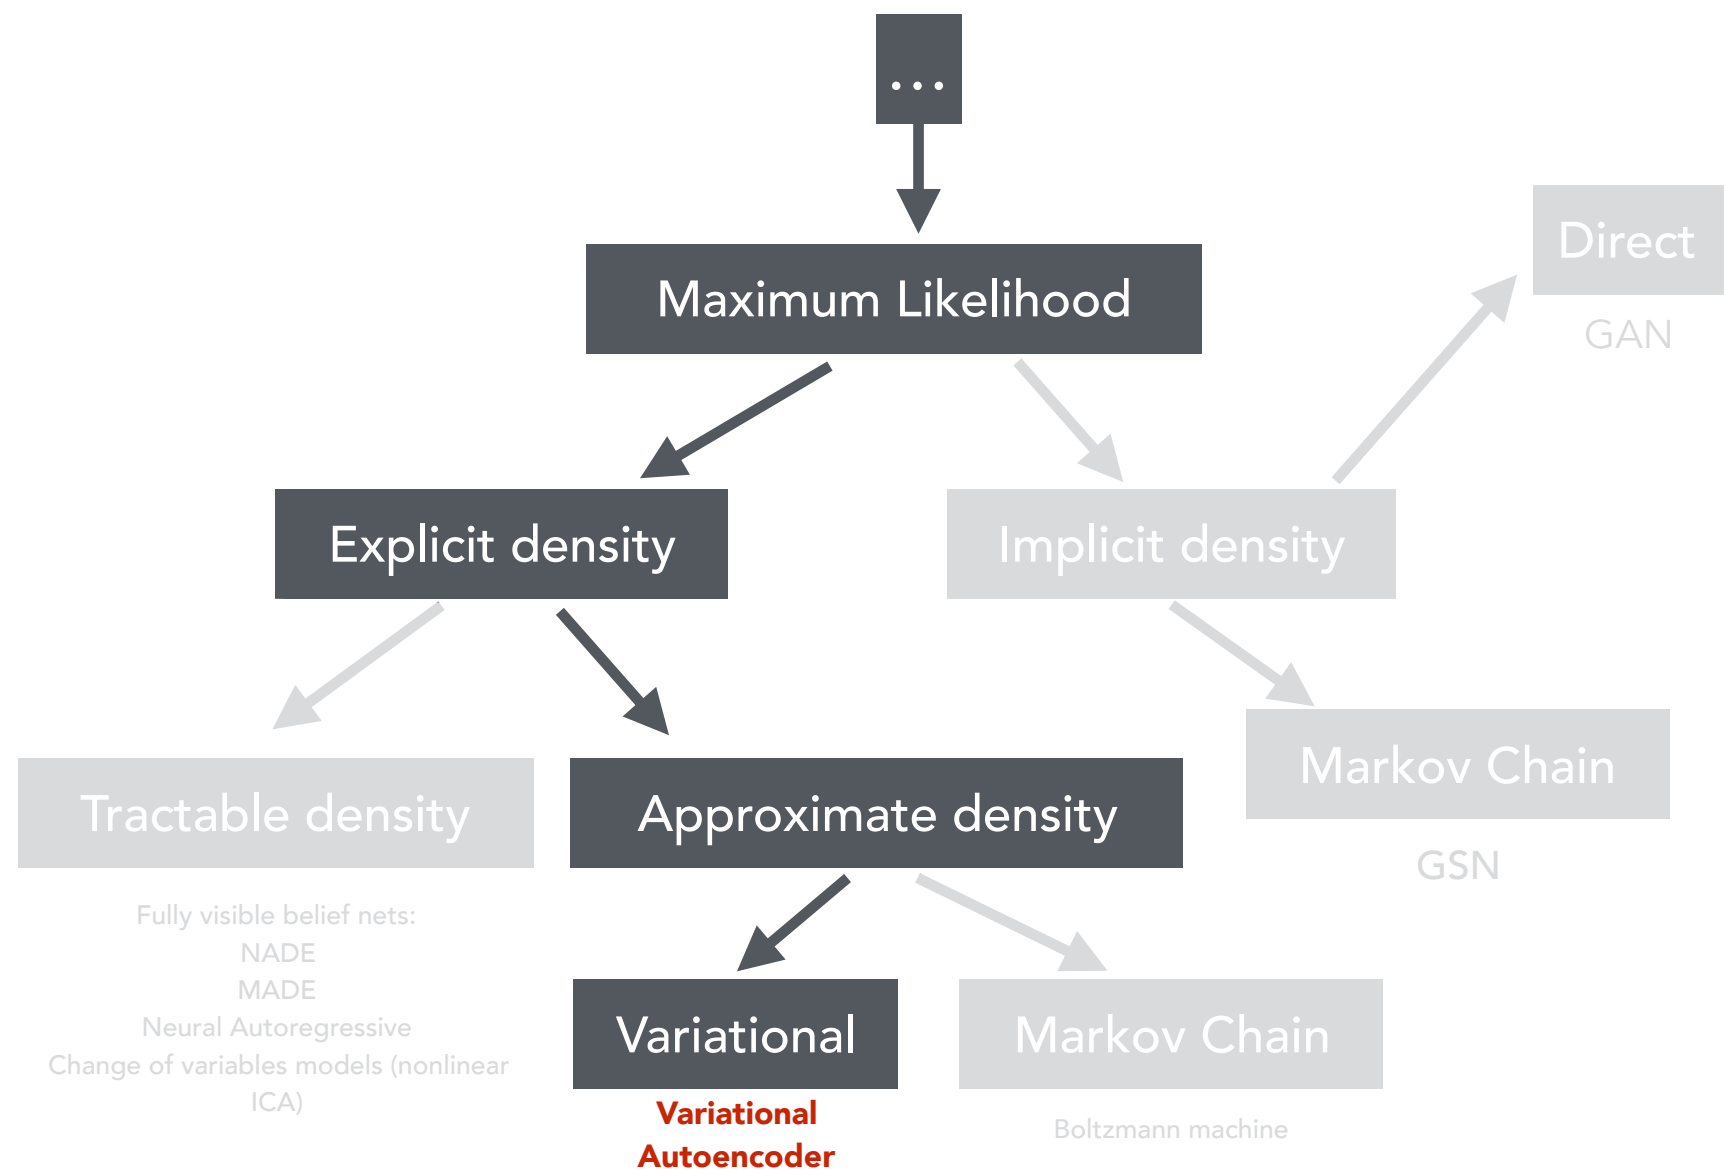 ...
Maximum Likelihood
Direct
GAN
Explicit density
Implicit density
Markov Chain
GSN
Tractable density
Approximate density
Fully visible belief nets:
NADE
MADE
Neural Autoregressive
Change of variables models (nonlinear
ICA)
Variational
Markov Chain
Variational
Autoencoder
Boltzmann machine